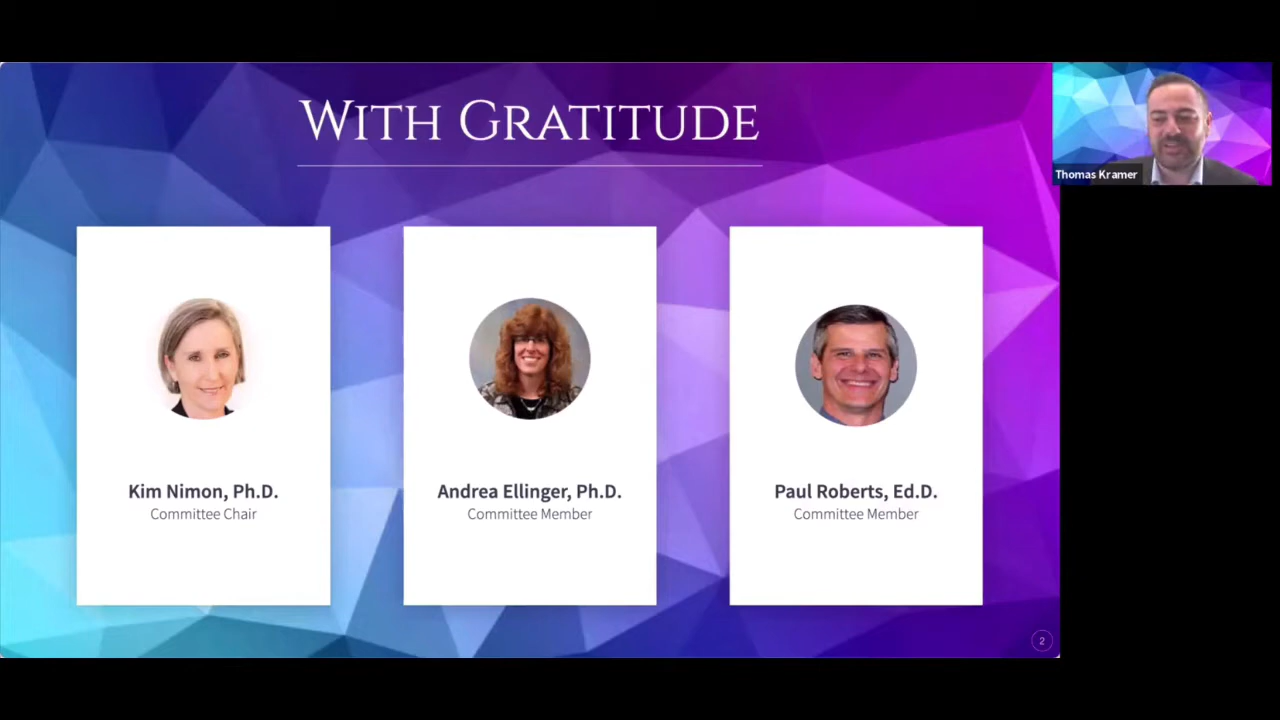 With Gratitude
Thomas Kramer
Kim Nimon, Ph.D.
Committee Chair
Andrea Ellinger, Ph.D.
Committee Member
Paul Roberts, Ed.D.
Committee Member
2